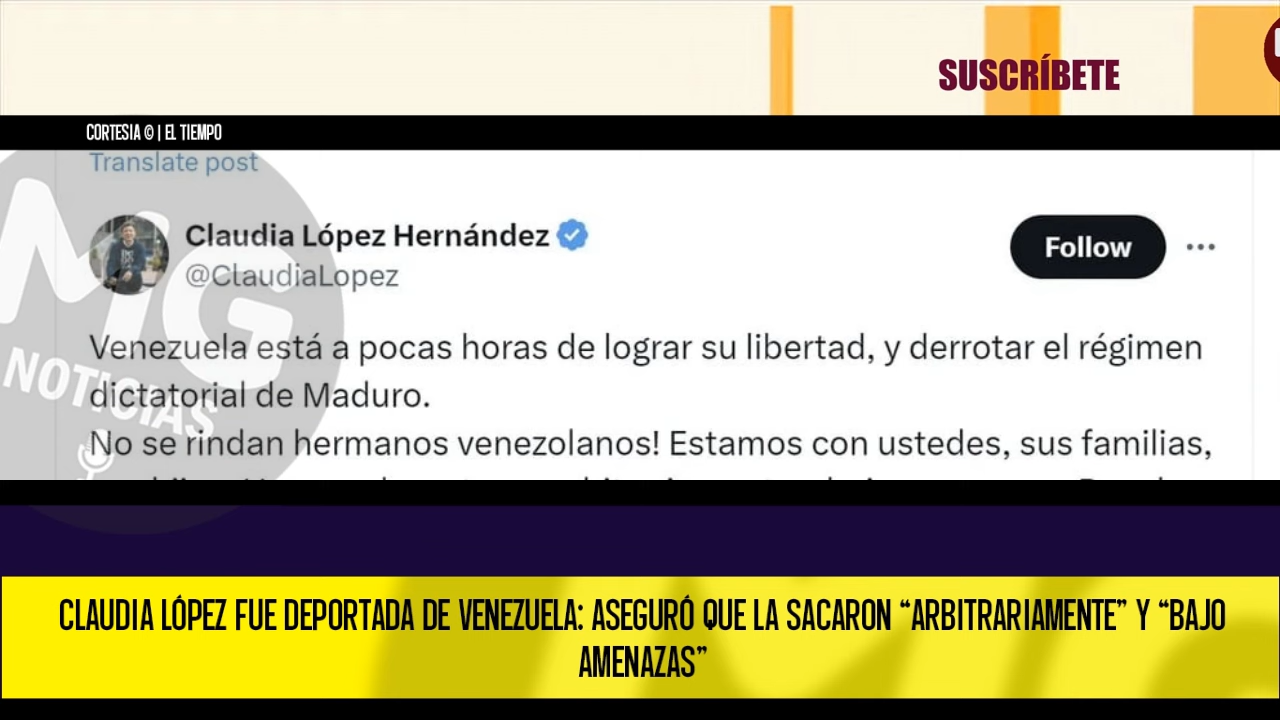 SUSCRÍBETE
CORTESIA © | EL TIEMPO
Translate post
Claudia López Hernández
@ClaudiaLopez
Follow
Venezuela está a pocas horas de lograr su libertad, y derrotar el régimen
dictatorial de Maduro.
No se rindan hermanos venezolanos! Estamos con ustedes, sus familias,
MG
NOTICIAS
CLAUDIA LÓPEZ FUE DEPORTADA DE VENEZUELA: ASEGURÓ QUE LA SACARON “ARBITRARIAMENTE” Y “BAJO
AMENAZAS”